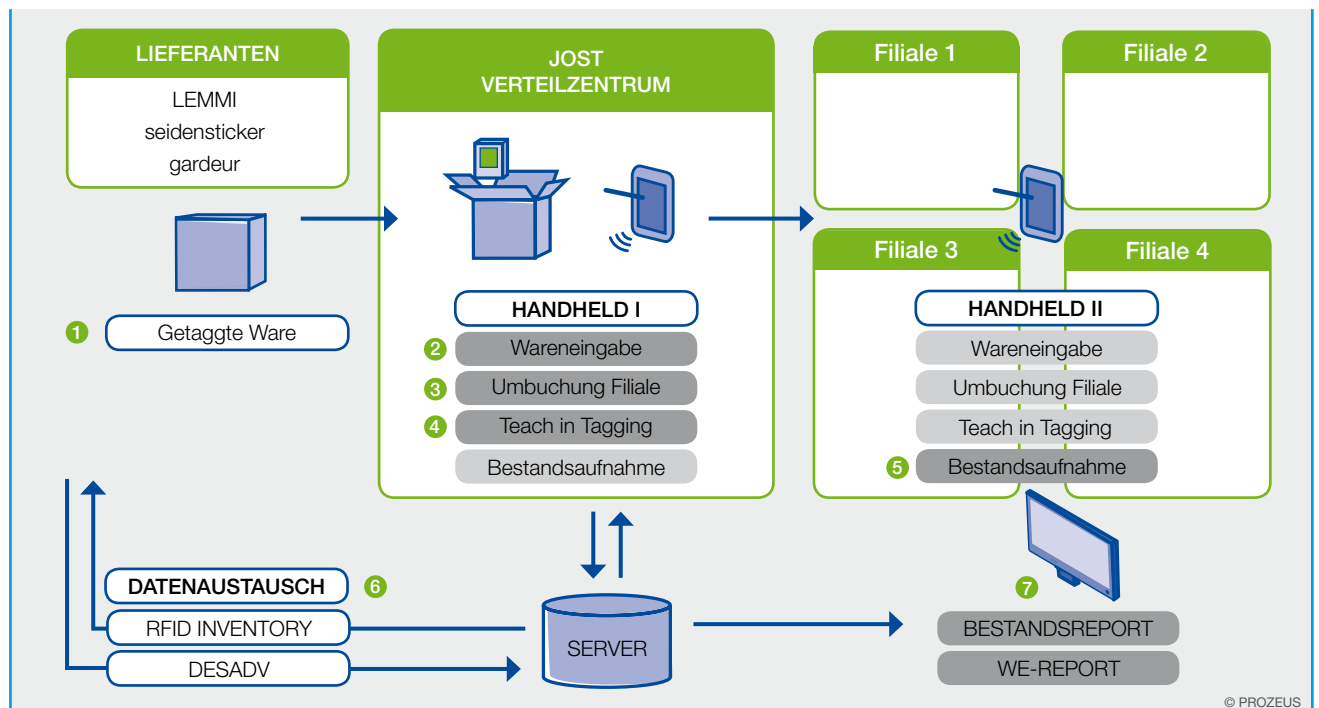 LIEFERANTEN
LEMMI
seidensticker
gardeur
1 Getaggte Ware
JOST
VERTEILZENTRUM
HANDHELD I
2 Wareneingabe
3 Umbuchung Filiale
4 Teach in Tagging
Bestandsaufnahme
Filiale 1
Filiale 2
Filiale 3
Filiale 4
HANDHELD II
Wareneingabe
Umbuchung Filiale
Teach in Tagging
5 Bestandsaufnahme
DATENAUSTAUSCH 6
RFID INVENTORY
DESADV
SERVER
7
BESTANDSREPORT
WE-REPORT
© PROZEUS